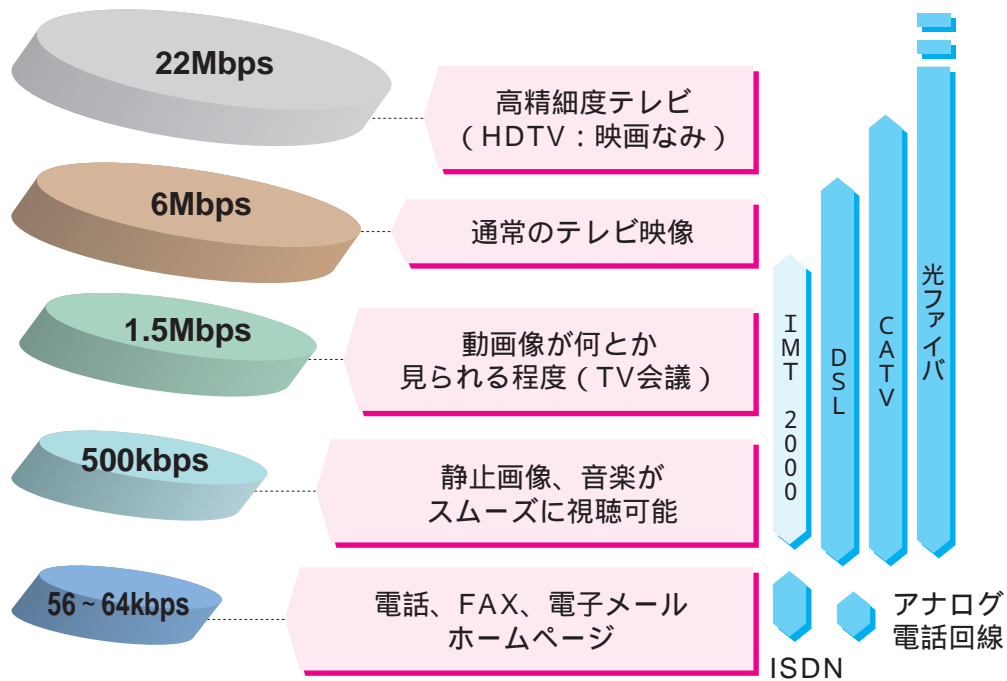 22Mbps
高精細度テレビ
（HDTV：映画なみ）
6Mbps
通常のテレビ映像
1.5Mbps
動画像が何とか
見られる程度（TV会議）
500kbps
静止画像、音楽が
スムーズに視聴可能
56～64kbps
電話、FAX、電子メール
ホームページ
IMT 2000
DSL
CATV
光ファイバ
ISDN
アナログ
電話回線